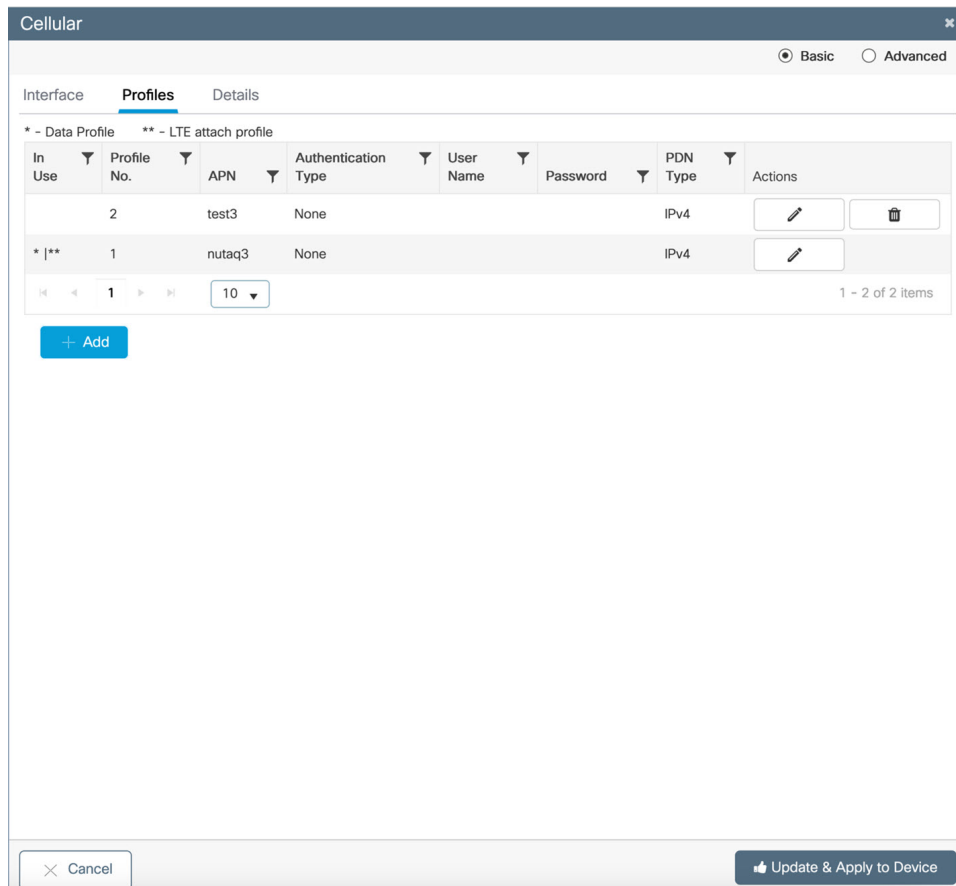 Cellular
Basic Advanced
Interface Profiles Details
* - Data Profile ** - LTE attach profile
In Use Profile No. APN Authentication Type User Name Password PDN Type Actions
2 test3 None IPv4
* |** 1 nutaq3 None IPv4
1 10 1 - 2 of 2 items
+ Add
Cancel Update & Apply to Device